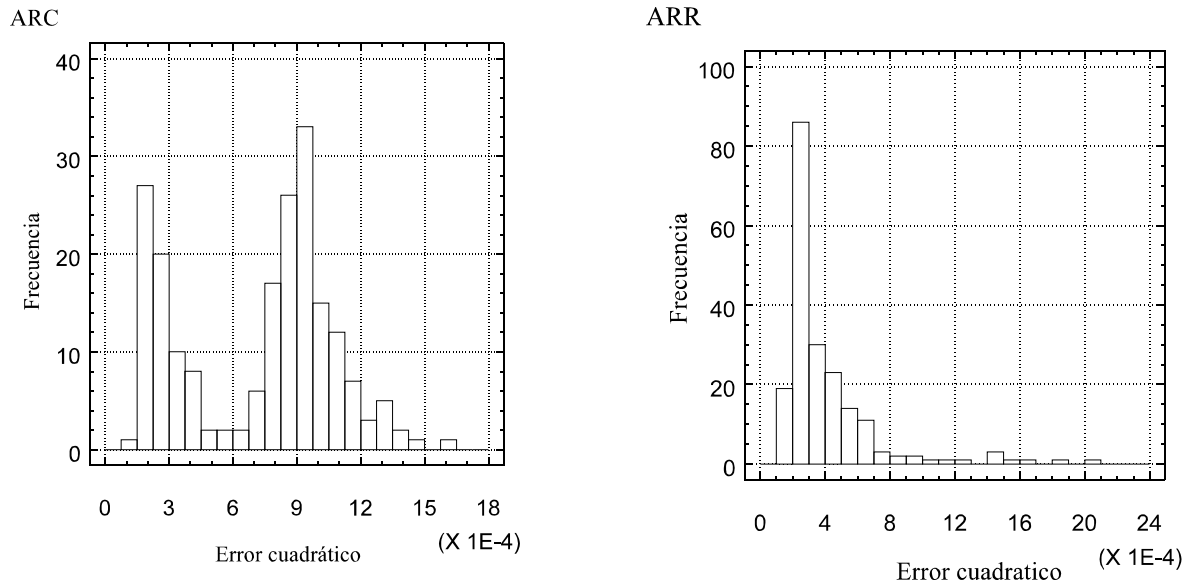 ARC
40
30
20
10
0
Frecuencia
0 3 6 9 12 15 18
(X 1E-4)
Error cuadrático
ARR
100
80
60
40
20
0
Frecuencia
0 4 8 12 16 20 24
(X 1E-4)
Error cuadratico